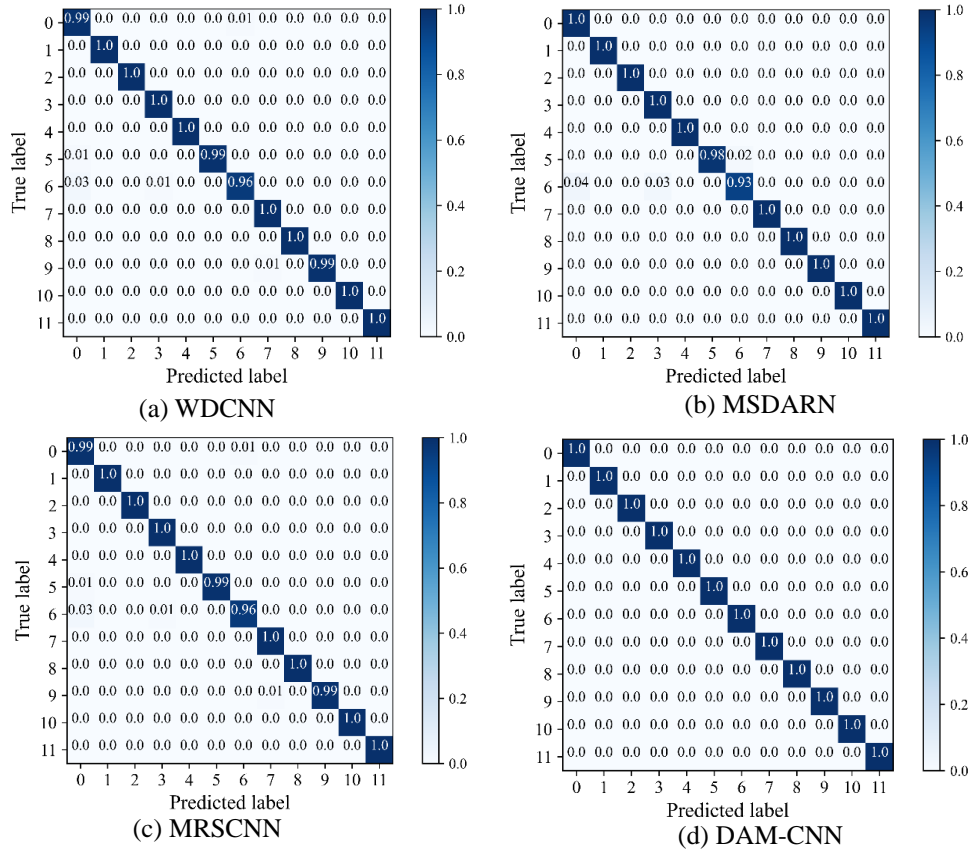 True label
0 0.99 0.0 0.0 0.0 0.0 0.0 0.01 0.0 0.0 0.0 0.0 0.0
1 0.0 1.0 0.0 0.0 0.0 0.0 0.0 0.0 0.0 0.0 0.0 0.0
2 0.0 0.0 1.0 0.0 0.0 0.0 0.0 0.0 0.0 0.0 0.0 0.0
3 0.0 0.0 0.0 1.0 0.0 0.0 0.0 0.0 0.0 0.0 0.0 0.0
4 0.0 0.0 0.0 0.0 1.0 0.0 0.0 0.0 0.0 0.0 0.0 0.0
5 0.01 0.0 0.0 0.0 0.0 0.99 0.0 0.0 0.0 0.0 0.0 0.0
6 0.03 0.0 0.0 0.01 0.0 0.0 0.96 0.0 0.0 0.0 0.0 0.0
7 0.0 0.0 0.0 0.0 0.0 0.0 0.0 1.0 0.0 0.0 0.0 0.0
8 0.0 0.0 0.0 0.0 0.0 0.0 0.0 0.0 1.0 0.0 0.0 0.0
9 0.0 0.0 0.0 0.0 0.0 0.0 0.0 0.01 0.0 0.99 0.0 0.0
10 0.0 0.0 0.0 0.0 0.0 0.0 0.0 0.0 0.0 0.0 1.0 0.0
11 0.0 0.0 0.0 0.0 0.0 0.0 0.0 0.0 0.0 0.0 0.0 1.0
0 1 2 3 4 5 6 7 8 9 10 11
Predicted label
1.0
0.8
0.6
0.4
0.2
0.0
(a) WDCNN
True label
0 1.0 0.0 0.0 0.0 0.0 0.0 0.0 0.0 0.0 0.0 0.0 0.0
1 0.0 1.0 0.0 0.0 0.0 0.0 0.0 0.0 0.0 0.0 0.0 0.0
2 0.0 0.0 1.0 0.0 0.0 0.0 0.0 0.0 0.0 0.0 0.0 0.0
3 0.0 0.0 0.0 1.0 0.0 0.0 0.0 0.0 0.0 0.0 0.0 0.0
4 0.0 0.0 0.0 0.0 1.0 0.0 0.0 0.0 0.0 0.0 0.0 0.0
5 0.0 0.0 0.0 0.0 0.0 0.98 0.02 0.0 0.0 0.0 0.0 0.0
6 0.04 0.0 0.0 0.03 0.0 0.0 0.93 0.0 0.0 0.0 0.0 0.0
7 0.0 0.0 0.0 0.0 0.0 0.0 0.0 1.0 0.0 0.0 0.0 0.0
8 0.0 0.0 0.0 0.0 0.0 0.0 0.0 0.0 1.0 0.0 0.0 0.0
9 0.0 0.0 0.0 0.0 0.0 0.0 0.0 0.0 0.0 1.0 0.0 0.0
10 0.0 0.0 0.0 0.0 0.0 0.0 0.0 0.0 0.0 0.0 1.0 0.0
11 0.0 0.0 0.0 0.0 0.0 0.0 0.0 0.0 0.0 0.0 0.0 1.0
0 1 2 3 4 5 6 7 8 9 10 11
Predicted label
1.0
0.8
0.6
0.4
0.2
0.0
(b) MSDARN
True label
0 0.99 0.0 0.0 0.0 0.0 0.0 0.01 0.0 0.0 0.0 0.0 0.0
1 0.0 1.0 0.0 0.0 0.0 0.0 0.0 0.0 0.0 0.0 0.0 0.0
2 0.0 0.0 1.0 0.0 0.0 0.0 0.0 0.0 0.0 0.0 0.0 0.0
3 0.0 0.0 0.0 1.0 0.0 0.0 0.0 0.0 0.0 0.0 0.0 0.0
4 0.0 0.0 0.0 0.0 1.0 0.0 0.0 0.0 0.0 0.0 0.0 0.0
5 0.01 0.0 0.0 0.0 0.0 0.99 0.0 0.0 0.0 0.0 0.0 0.0
6 0.03 0.0 0.0 0.01 0.0 0.0 0.96 0.0 0.0 0.0 0.0 0.0
7 0.0 0.0 0.0 0.0 0.0 0.0 0.0 1.0 0.0 0.0 0.0 0.0
8 0.0 0.0 0.0 0.0 0.0 0.0 0.0 0.0 1.0 0.0 0.0 0.0
9 0.0 0.0 0.0 0.0 0.0 0.0 0.0 0.01 0.0 0.99 0.0 0.0
10 0.0 0.0 0.0 0.0 0.0 0.0 0.0 0.0 0.0 0.0 1.0 0.0
11 0.0 0.0 0.0 0.0 0.0 0.0 0.0 0.0 0.0 0.0 0.0 1.0
0 1 2 3 4 5 6 7 8 9 10 11
Predicted label
1.0
0.8
0.6
0.4
0.2
0.0
(c) MRSCNN
True label
0 1.0 0.0 0.0 0.0 0.0 0.0 0.0 0.0 0.0 0.0 0.0 0.0
1 0.0 1.0 0.0 0.0 0.0 0.0 0.0 0.0 0.0 0.0 0.0 0.0
2 0.0 0.0 1.0 0.0 0.0 0.0 0.0 0.0 0.0 0.0 0.0 0.0
3 0.0 0.0 0.0 1.0 0.0 0.0 0.0 0.0 0.0 0.0 0.0 0.0
4 0.0 0.0 0.0 0.0 1.0 0.0 0.0 0.0 0.0 0.0 0.0 0.0
5 0.0 0.0 0.0 0.0 0.0 1.0 0.0 0.0 0.0 0.0 0.0 0.0
6 0.0 0.0 0.0 0.0 0.0 0.0 1.0 0.0 0.0 0.0 0.0 0.0
7 0.0 0.0 0.0 0.0 0.0 0.0 0.0 1.0 0.0 0.0 0.0 0.0
8 0.0 0.0 0.0 0.0 0.0 0.0 0.0 0.0 1.0 0.0 0.0 0.0
9 0.0 0.0 0.0 0.0 0.0 0.0 0.0 0.0 0.0 1.0 0.0 0.0
10 0.0 0.0 0.0 0.0 0.0 0.0 0.0 0.0 0.0 0.0 1.0 0.0
11 0.0 0.0 0.0 0.0 0.0 0.0 0.0 0.0 0.0 0.0 0.0 1.0
0 1 2 3 4 5 6 7 8 9 10 11
Predicted label
1.0
0.8
0.6
0.4
0.2
0.0
(d) DAM-CNN